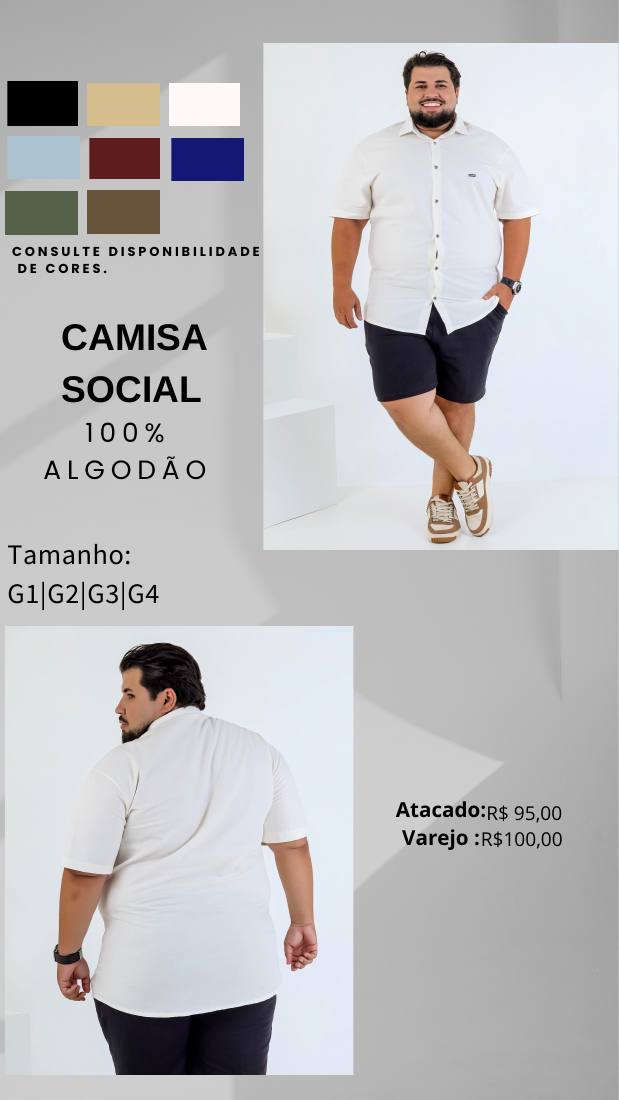 CONSULTE DISPONIBILIDADE
DE CORES.
CAMISA
SOCIAL
100%
ALGODÃO
Tamanho:
G1|G2|G3|G4
Atacado:R$ 95,00
Varejo :R$100,00